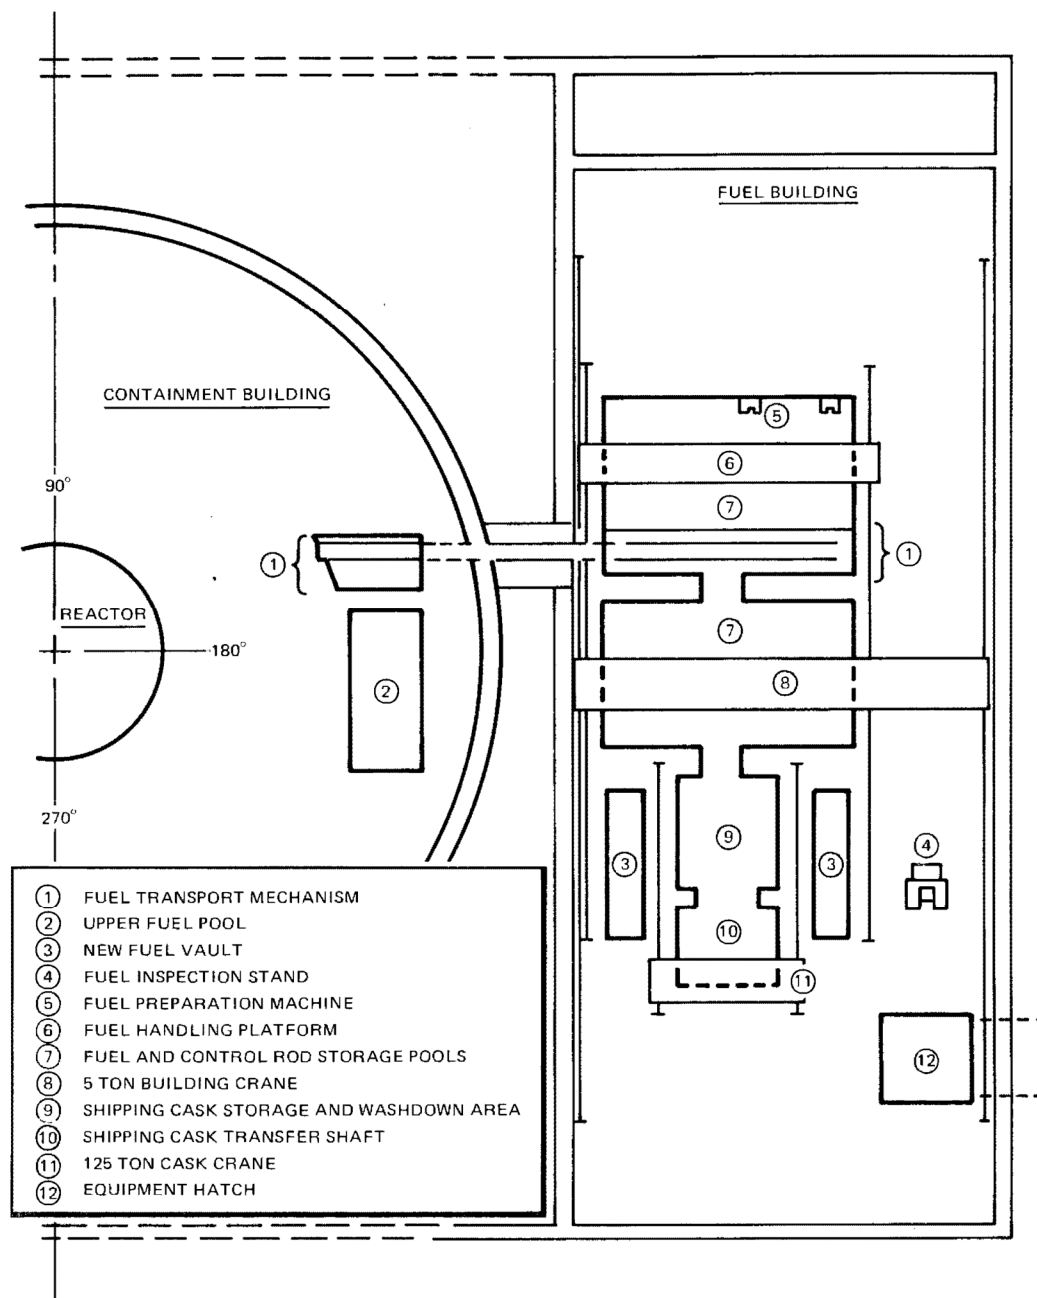 FUEL BUILDING
CONTAINMENT BUILDING
5
6
90°
7
1
1
REACTOR
7
180°
2
8
270°
9
4
3
3
10
11
12
1 FUEL TRANSPORT MECHANISM
2 UPPER FUEL POOL
3 NEW FUEL VAULT
4 FUEL INSPECTION STAND
5 FUEL PREPARATION MACHINE
6 FUEL HANDLING PLATFORM
7 FUEL AND CONTROL ROD STORAGE POOLS
8 5 TON BUILDING CRANE
9 SHIPPING CASK STORAGE AND WASHDOWN AREA
10 SHIPPING CASK TRANSFER SHAFT
11 125 TON CASK CRANE
12 EQUIPMENT HATCH